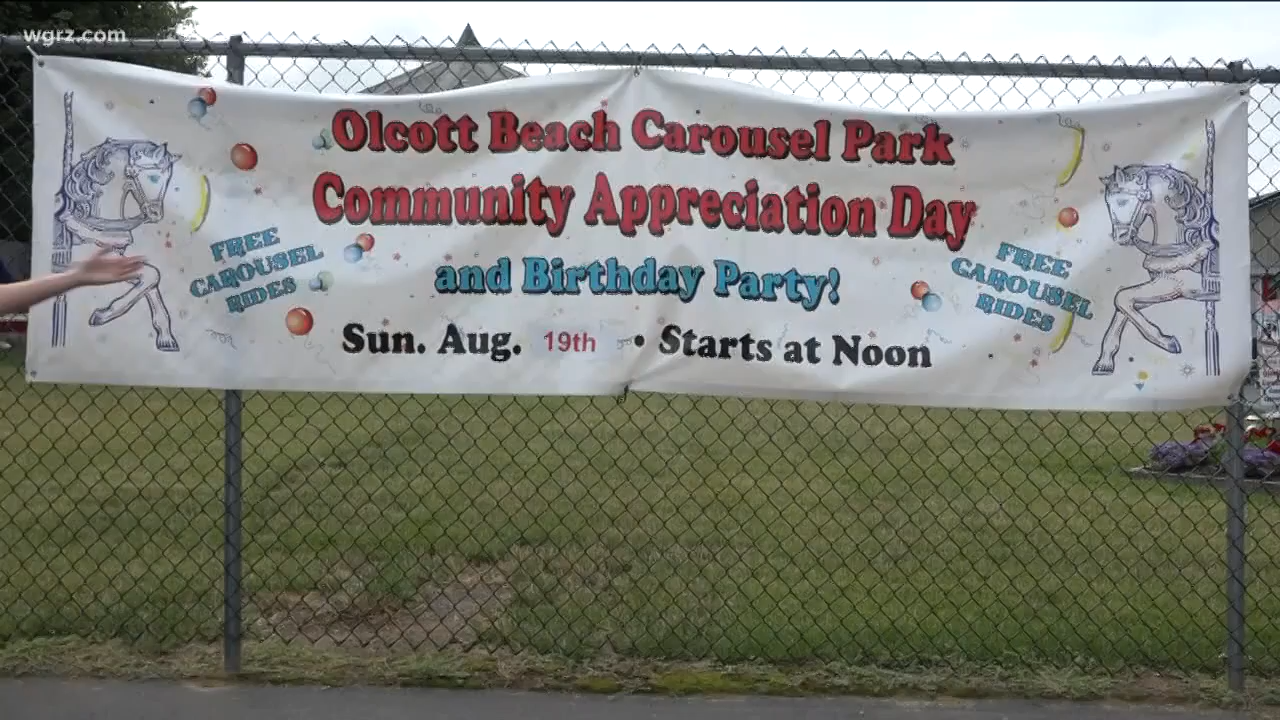 wgrz.com
Olcott Beach Carousel Park
Community Appreciation Day
and Birthday Party!
Sun. Aug. 19th • Starts at Noon
FREE
CAROUSEL
RIDES
FREE
CAROUSEL
RIDES